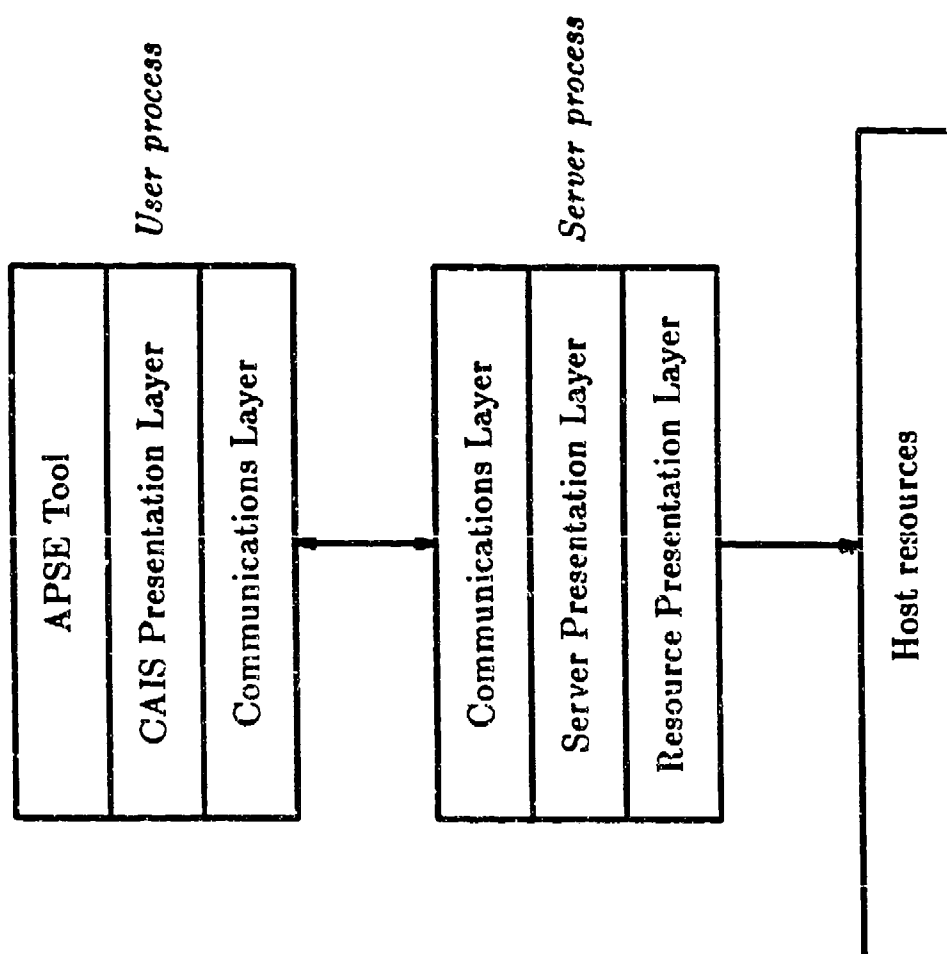 APSE Tool
CAIS Presentation Layer
Communications Layer
User process
Communications Layer
Server Presentation Layer
Resource Presentation Layer
Server process
Host resources